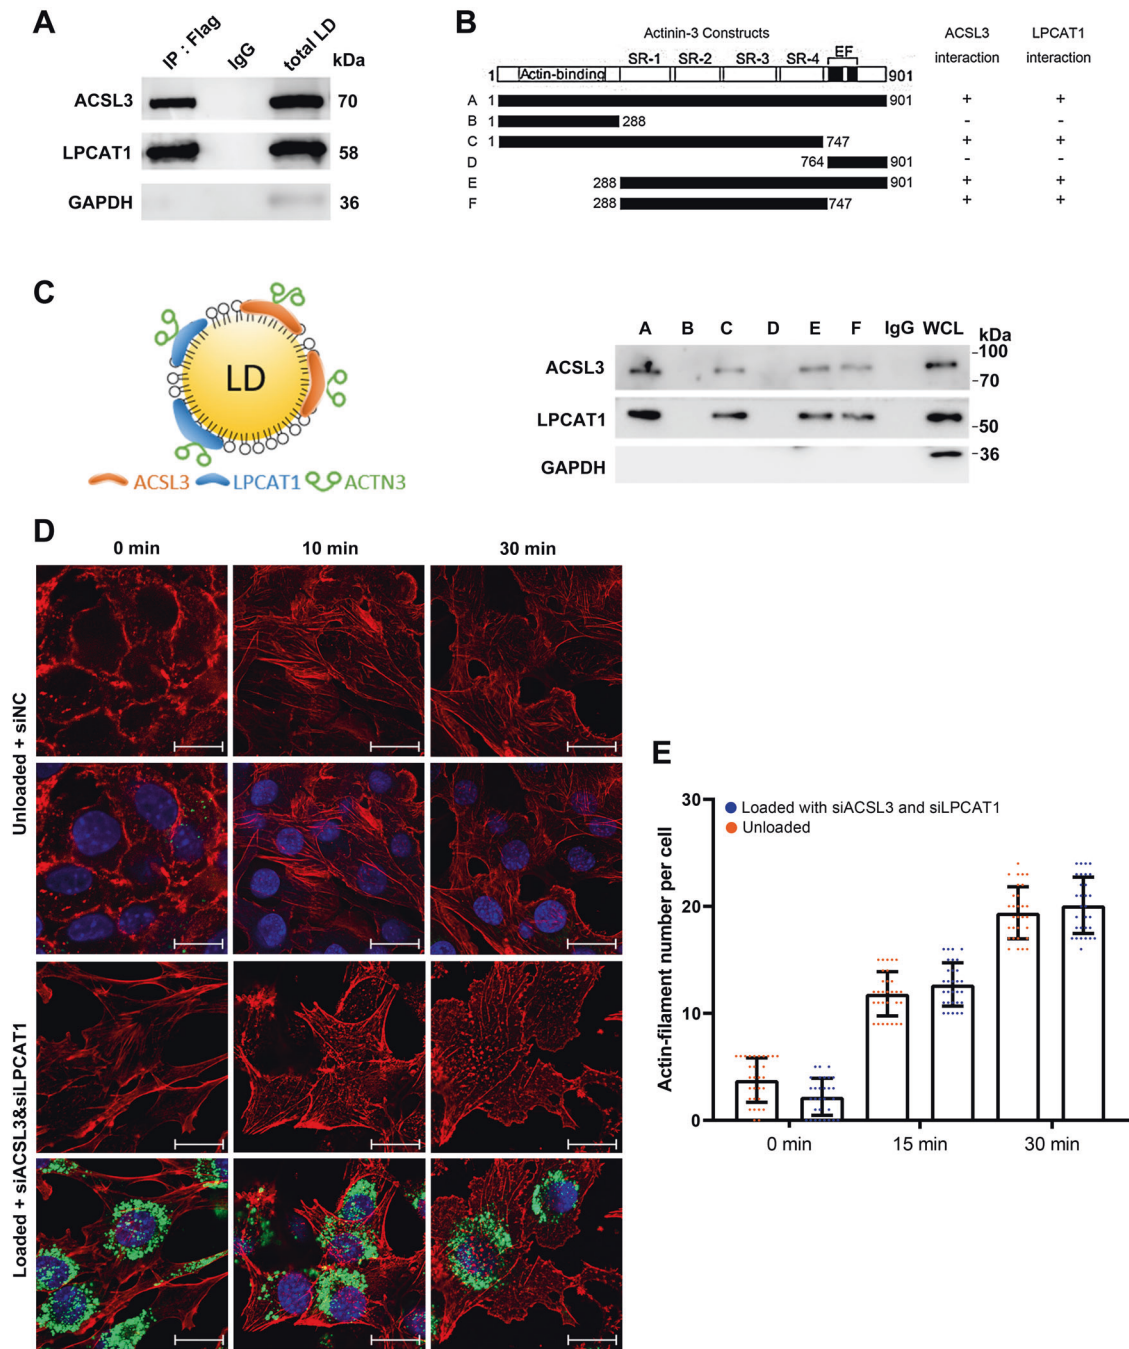 A
IP : Flag
IgG
total LD
kDa
ACSL3
70
LPCAT1
58
GAPDH
36
B
Actinin-3 Constructs
ACSL3 interaction
LPCAT1 interaction
SR-1
SR-2
SR-3
SR-4
EF
1
Actin-binding
901
A 1 901 + +
B 1 288 - -
C 1 747 + +
D 764 901 - -
E 288 901 + +
F 288 747 + +
C
LD
ACSL3
LPCAT1
ACTN3
A B C D E F IgG WCL kDa
ACSL3
-100
-70
LPCAT1
-50
GAPDH
-36
D
0 min
10 min
30 min
Unloaded + siNC
Loaded + siACSL3&siLPCAT1
E
Actin-filament number per cell
30
20
10
0
Loaded with siACSL3 and siLPCAT1
Unloaded
0 min
15 min
30 min